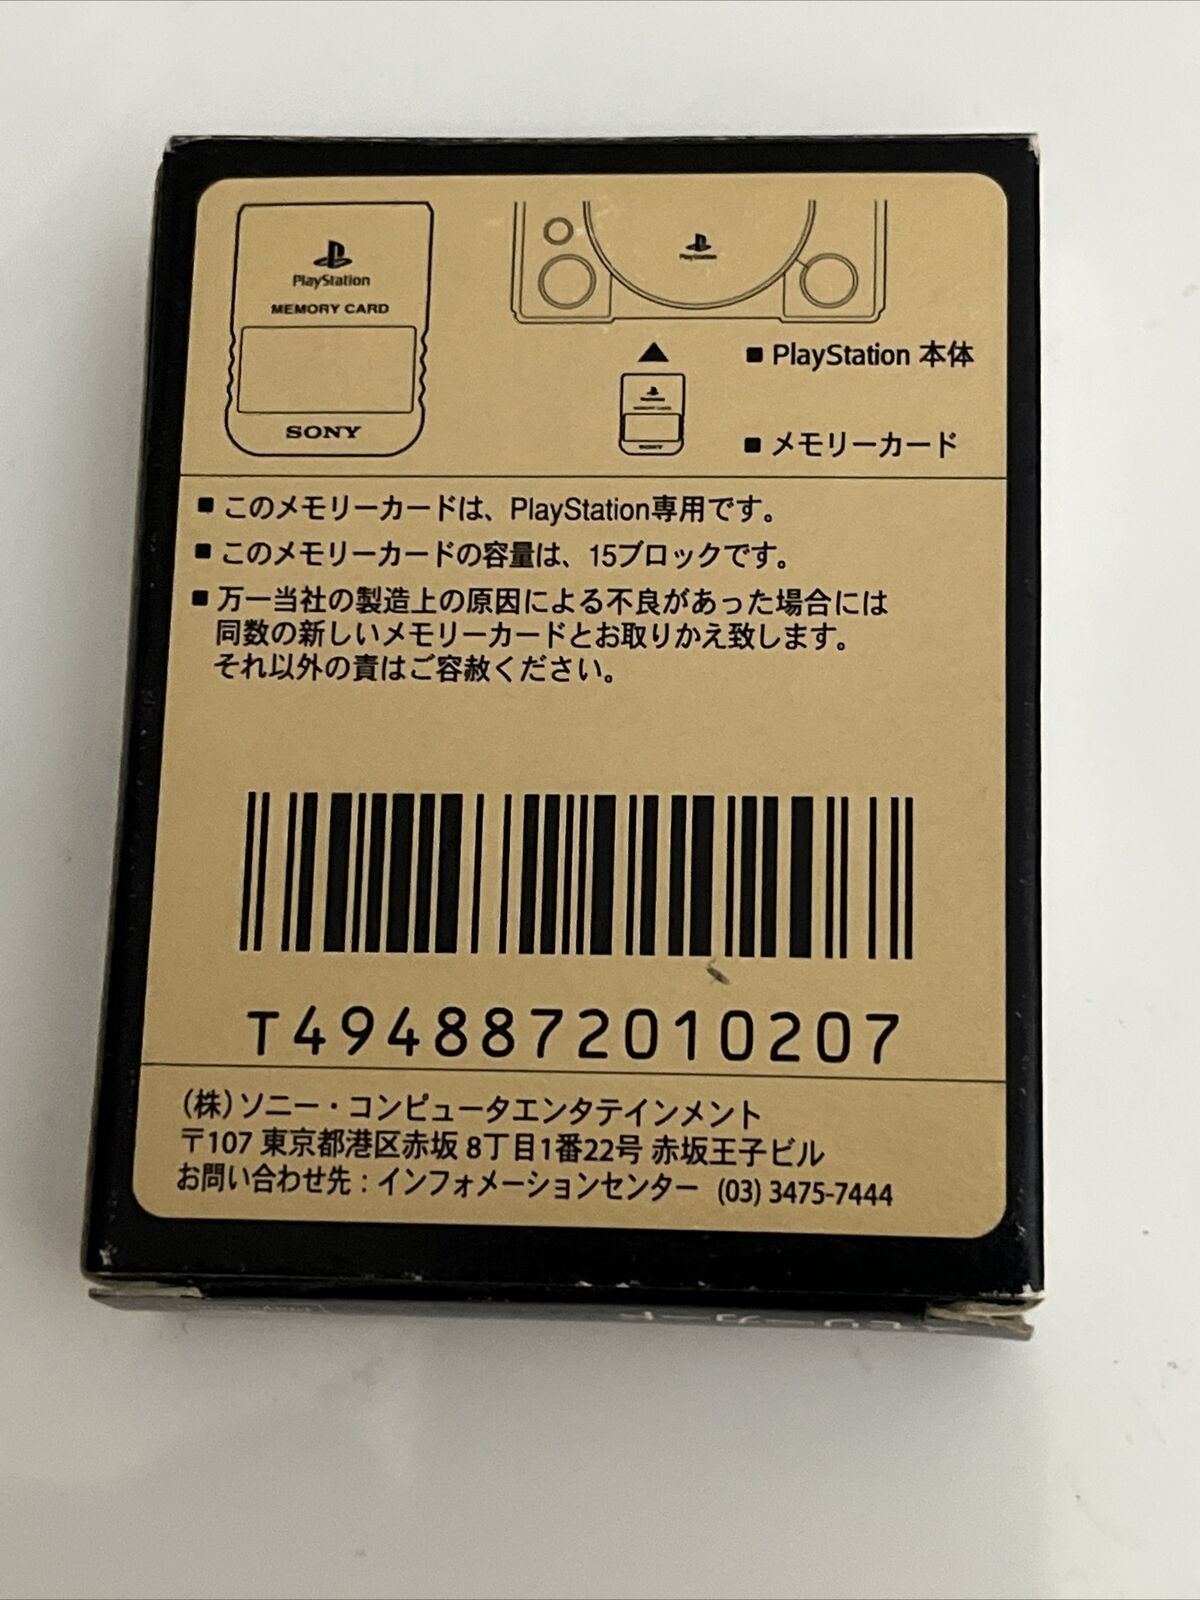 PlayStation
MEMORY CARD
SONY
PlayStation
■ PlayStation 本体
MEMORY CARD
SONY
■ メモリーカード
■ このメモリーカードは、PlayStation専用です。
■ このメモリーカードの容量は、15ブロックです。
■ 万一当社の製造上の原因による不良があった場合には
同数の新しいメモリーカードとお取りかえ致します。
それ以外の責はご容赦ください。
T4948872010207
(株)ソニー・コンピュータエンタテインメント
〒107 東京都港区赤坂 8丁目1番22号 赤坂王子ビル
お問い合わせ先 : インフォメーションセンター (03) 3475-7444